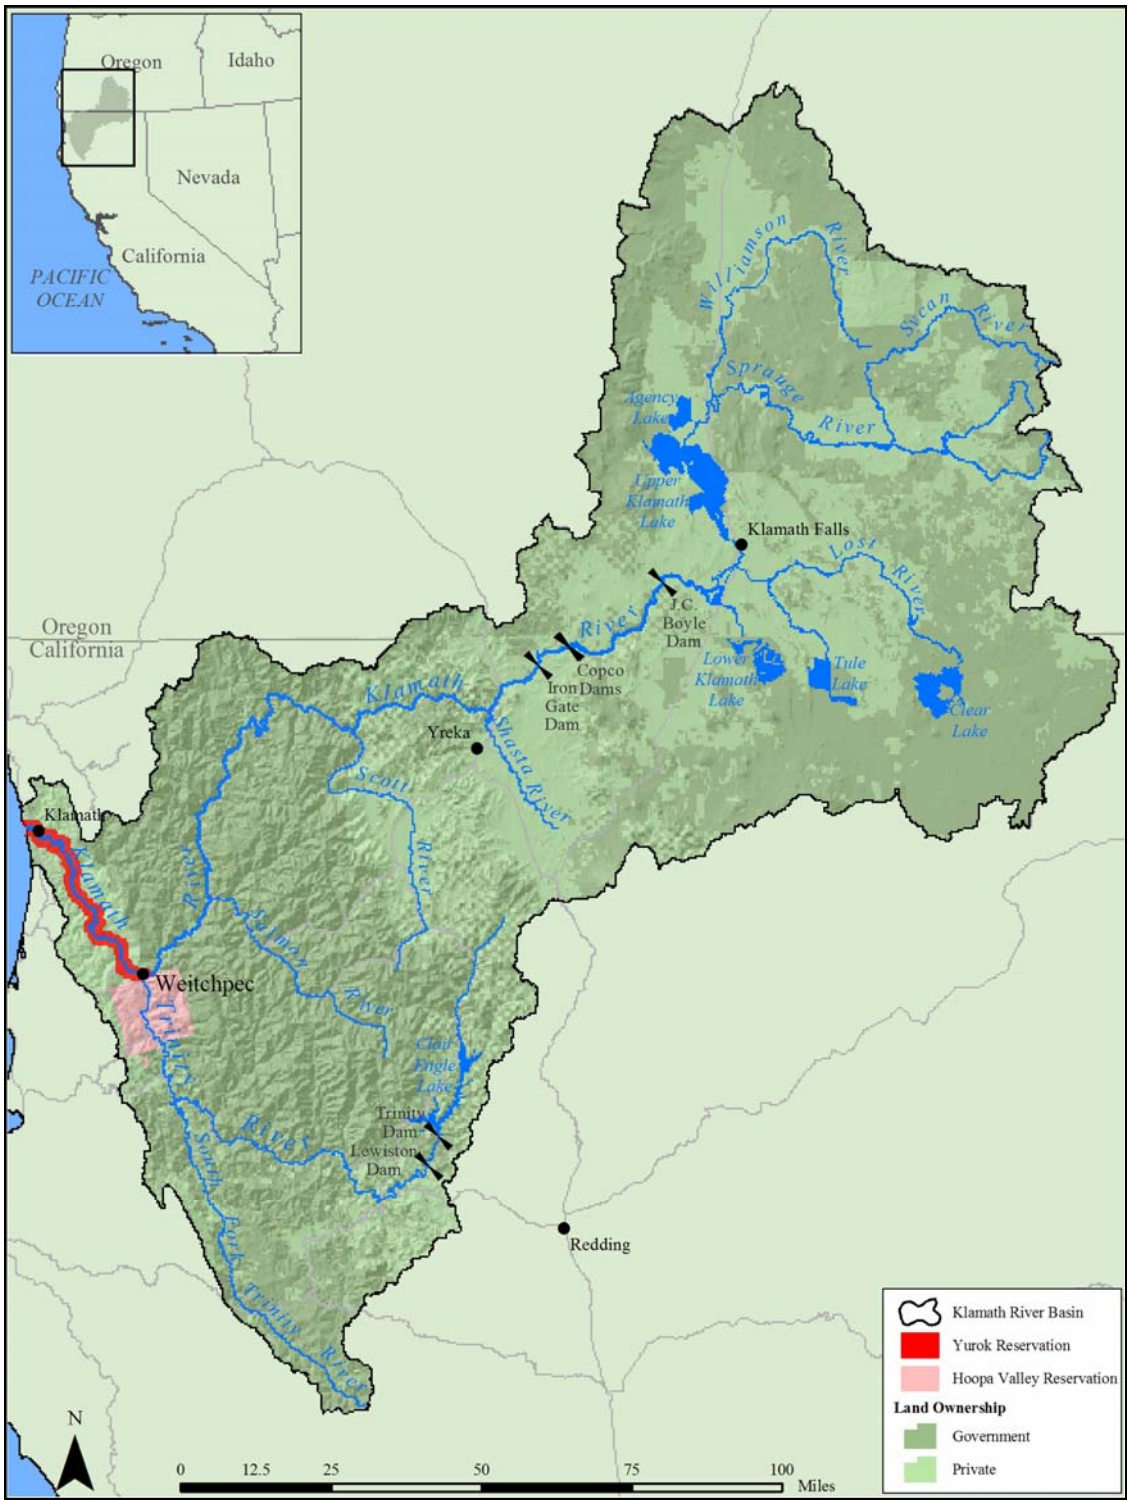 Oregon
Idaho
Nevada
California
PACIFIC
OCEAN
Williamson
River
Sycan
River
Sprauge
River
Agency
Lake
Upper
Klamath
Lake
Klamath Falls
Lost
River
Oregon
California
River
J.C.
Boyle
Dam
Copco
Dams
Iron
Gate
Dam
Lower
Klamath
Lake
Tule
Lake
Clear
Lake
Klamath
Yreka
Shasta River
Scott
River
Klamath
Klamath
River
Salmon
River
Weitchpec
Trinity
River
Clair
Engle
Lake
Trinity
Dam
Lewiston
Dam
South
Fork
Trinity
River
Redding
Klamath River Basin
Yurok Reservation
Hoopa Valley Reservation
Land Ownership
Government
Private
N
0 12.5 25 50 75 100
Miles